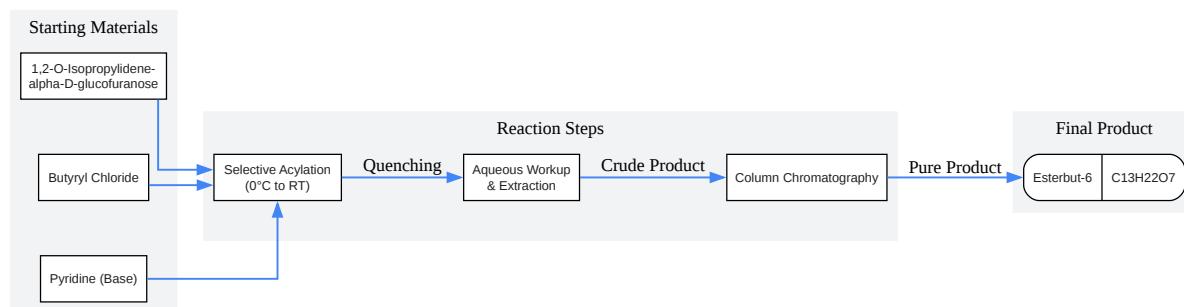 Starting Materials
1,2-O-Isopropylidene-
alpha-D-glucofuranose
Butyryl Chloride
Pyridine (Base)
Reaction Steps
Selective Acylation
(0°C to RT)
Quenching
Aqueous Workup
& Extraction
Crude Product
Column Chromatography
Pure Product
Final Product
Esterbut-6
C13H22O7